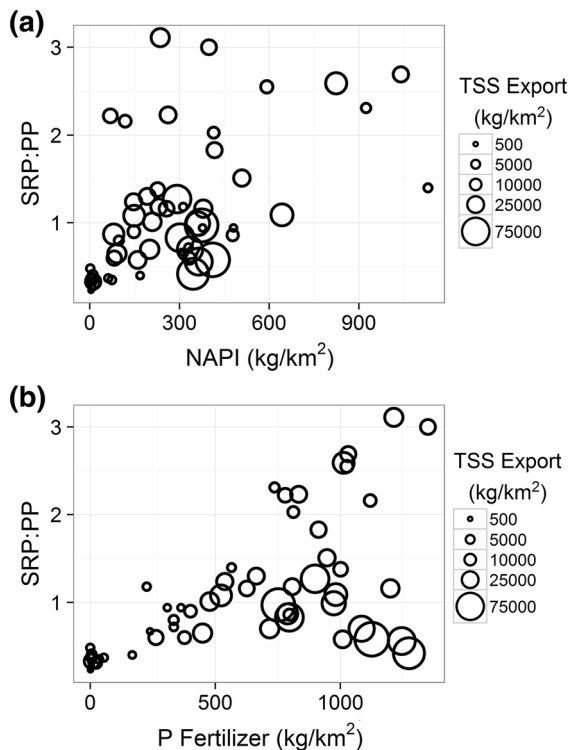 (a)
3
2
1
SRP:PP
0 300 600 900
NAPI (kg/km²)
TSS Export
(kg/km²)
500
5000
10000
25000
75000
(b)
3
2
1
SRP:PP
0 500 1000
P Fertilizer (kg/km²)
TSS Export
(kg/km²)
500
5000
10000
25000
75000